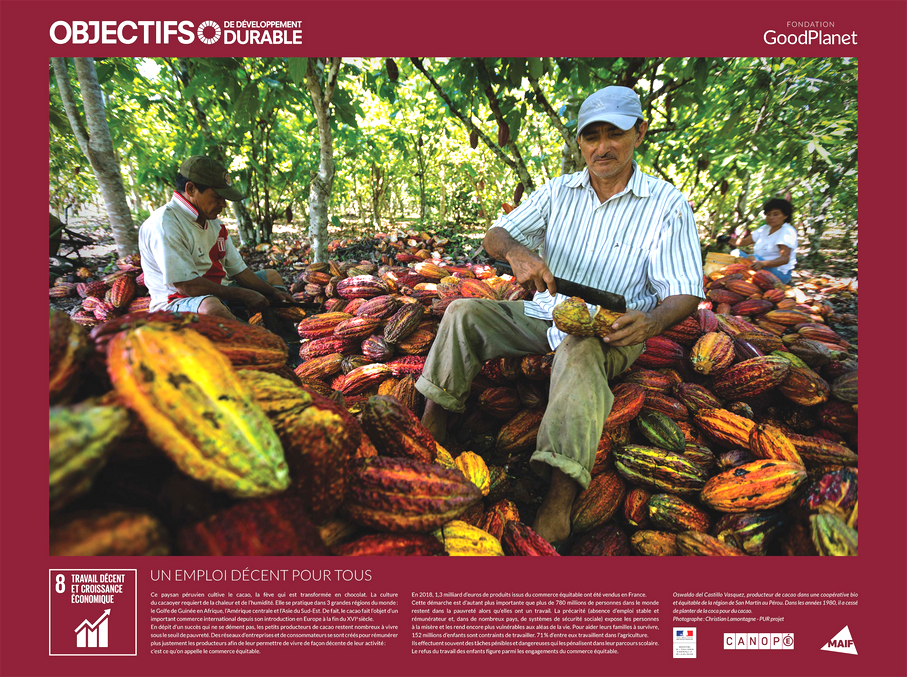 OBJECTIFS DE DÉVELOPPEMENT DURABLE
FONDATION
GoodPlanet
8 TRAVAIL DÉCENT
ET CROISSANCE
ÉCONOMIQUE
UN EMPLOI DÉCENT POUR TOUS
Ce paysan péruvien cultive le cacao, la fève qui est transformée en chocolat. La culture
du cacaoyer requiert de la chaleur et de l'humidité. Elle se pratique dans 3 grandes régions du monde :
le Golfe de Guinée en Afrique, l'Amérique centrale et l'Asie du Sud-Est. De fait, le cacao fait l'objet d'un
important commerce international depuis son introduction en Europe à la fin du XVIe siècle.
En dépit d'un succès qui ne se dément pas, les petits producteurs de cacao restent nombreux à vivre
sous le seuil de pauvreté. Des réseaux d'entreprises et de consommateurs se sont créés pour rémunérer
plus justement les producteurs afin de leur permettre de vivre de façon décente de leur activité :
c'est ce qu'on appelle le commerce équitable.
En 2018, 1,3 milliard d'euros de produits issus du commerce équitable ont été vendus en France.
Cette démarche est d'autant plus importante que plus de 780 millions de personnes dans le monde
restent dans la pauvreté alors qu'elles ont un travail. La précarité (absence d'emploi stable et
rémunérateur et, dans de nombreux pays, de systèmes de sécurité sociale) expose les personnes
à la misère et les rend encore plus vulnérables aux aléas de la vie. Pour aider leurs familles à survivre,
152 millions d'enfants sont contraints de travailler. 71 % d'entre eux travaillent dans l'agriculture.
Ils effectuent souvent des tâches pénibles et dangereuses qui les pénalisent dans leur parcours scolaire.
Le refus du travail des enfants figure parmi les engagements du commerce équitable.
Oswaldo del Castillo Vasquez, producteur de cacao dans une coopérative bio
et équitable de la région de San Martin au Pérou. Dans les années 1980, il a cessé
de planter de la coca pour du cacao.
Photographe : Christian Lamontagne - PUR projet
CANOPÉ
MAIF